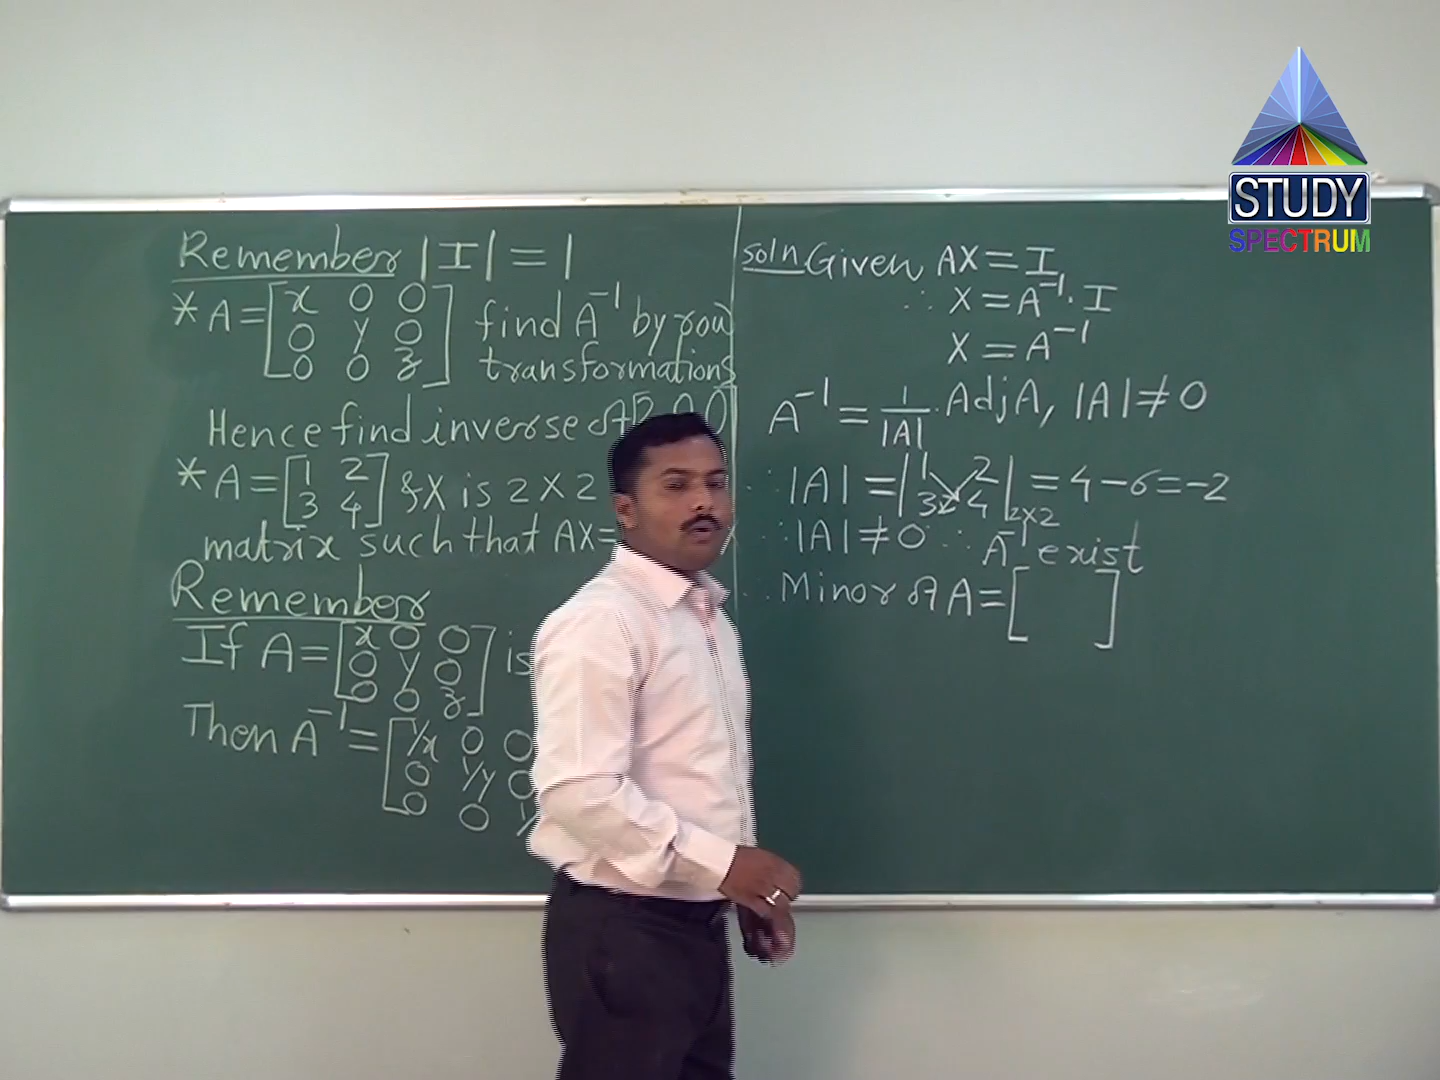 Remember |I| = 1
* A = [x 0 0
0 y 0
0 0 z] find A⁻¹ by row
transformations
Hence find inverse of
* A = [1 2
3 4] & X is 2 × 2
matrix such that AX =
Remember
If A = [x 0 0
0 y 0
0 0 z] is
Then A⁻¹ = [1/x 0 0
0 1/y 0
0 0
soln Given AX = I
∴ X = A⁻¹ · I
X = A⁻¹
A⁻¹ = 1/|A| · Adj A, |A| ≠ 0
∴ |A| = |1 2
3 4|2×2 = 4 - 6 = -2
∴ |A| ≠ 0 ∴ A⁻¹ exist
∴ Minor of A = [ ]
STUDY
SPECTRUM